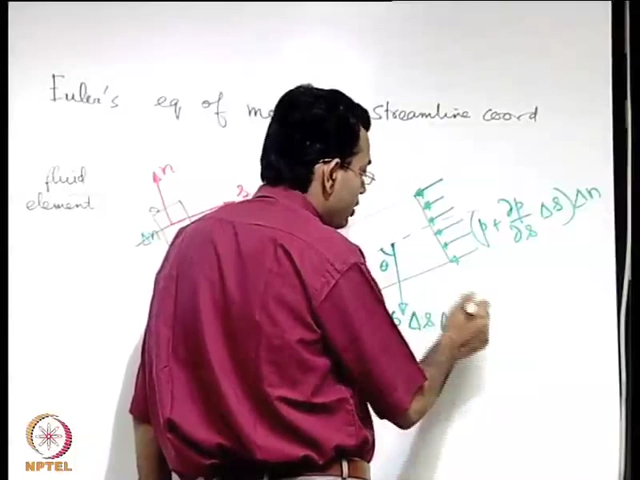 Euler's eq of m Streamline coord
fluid
element
n
s
(p + ∂p/∂s Δs) Δn
θ
Δs
NPTEL